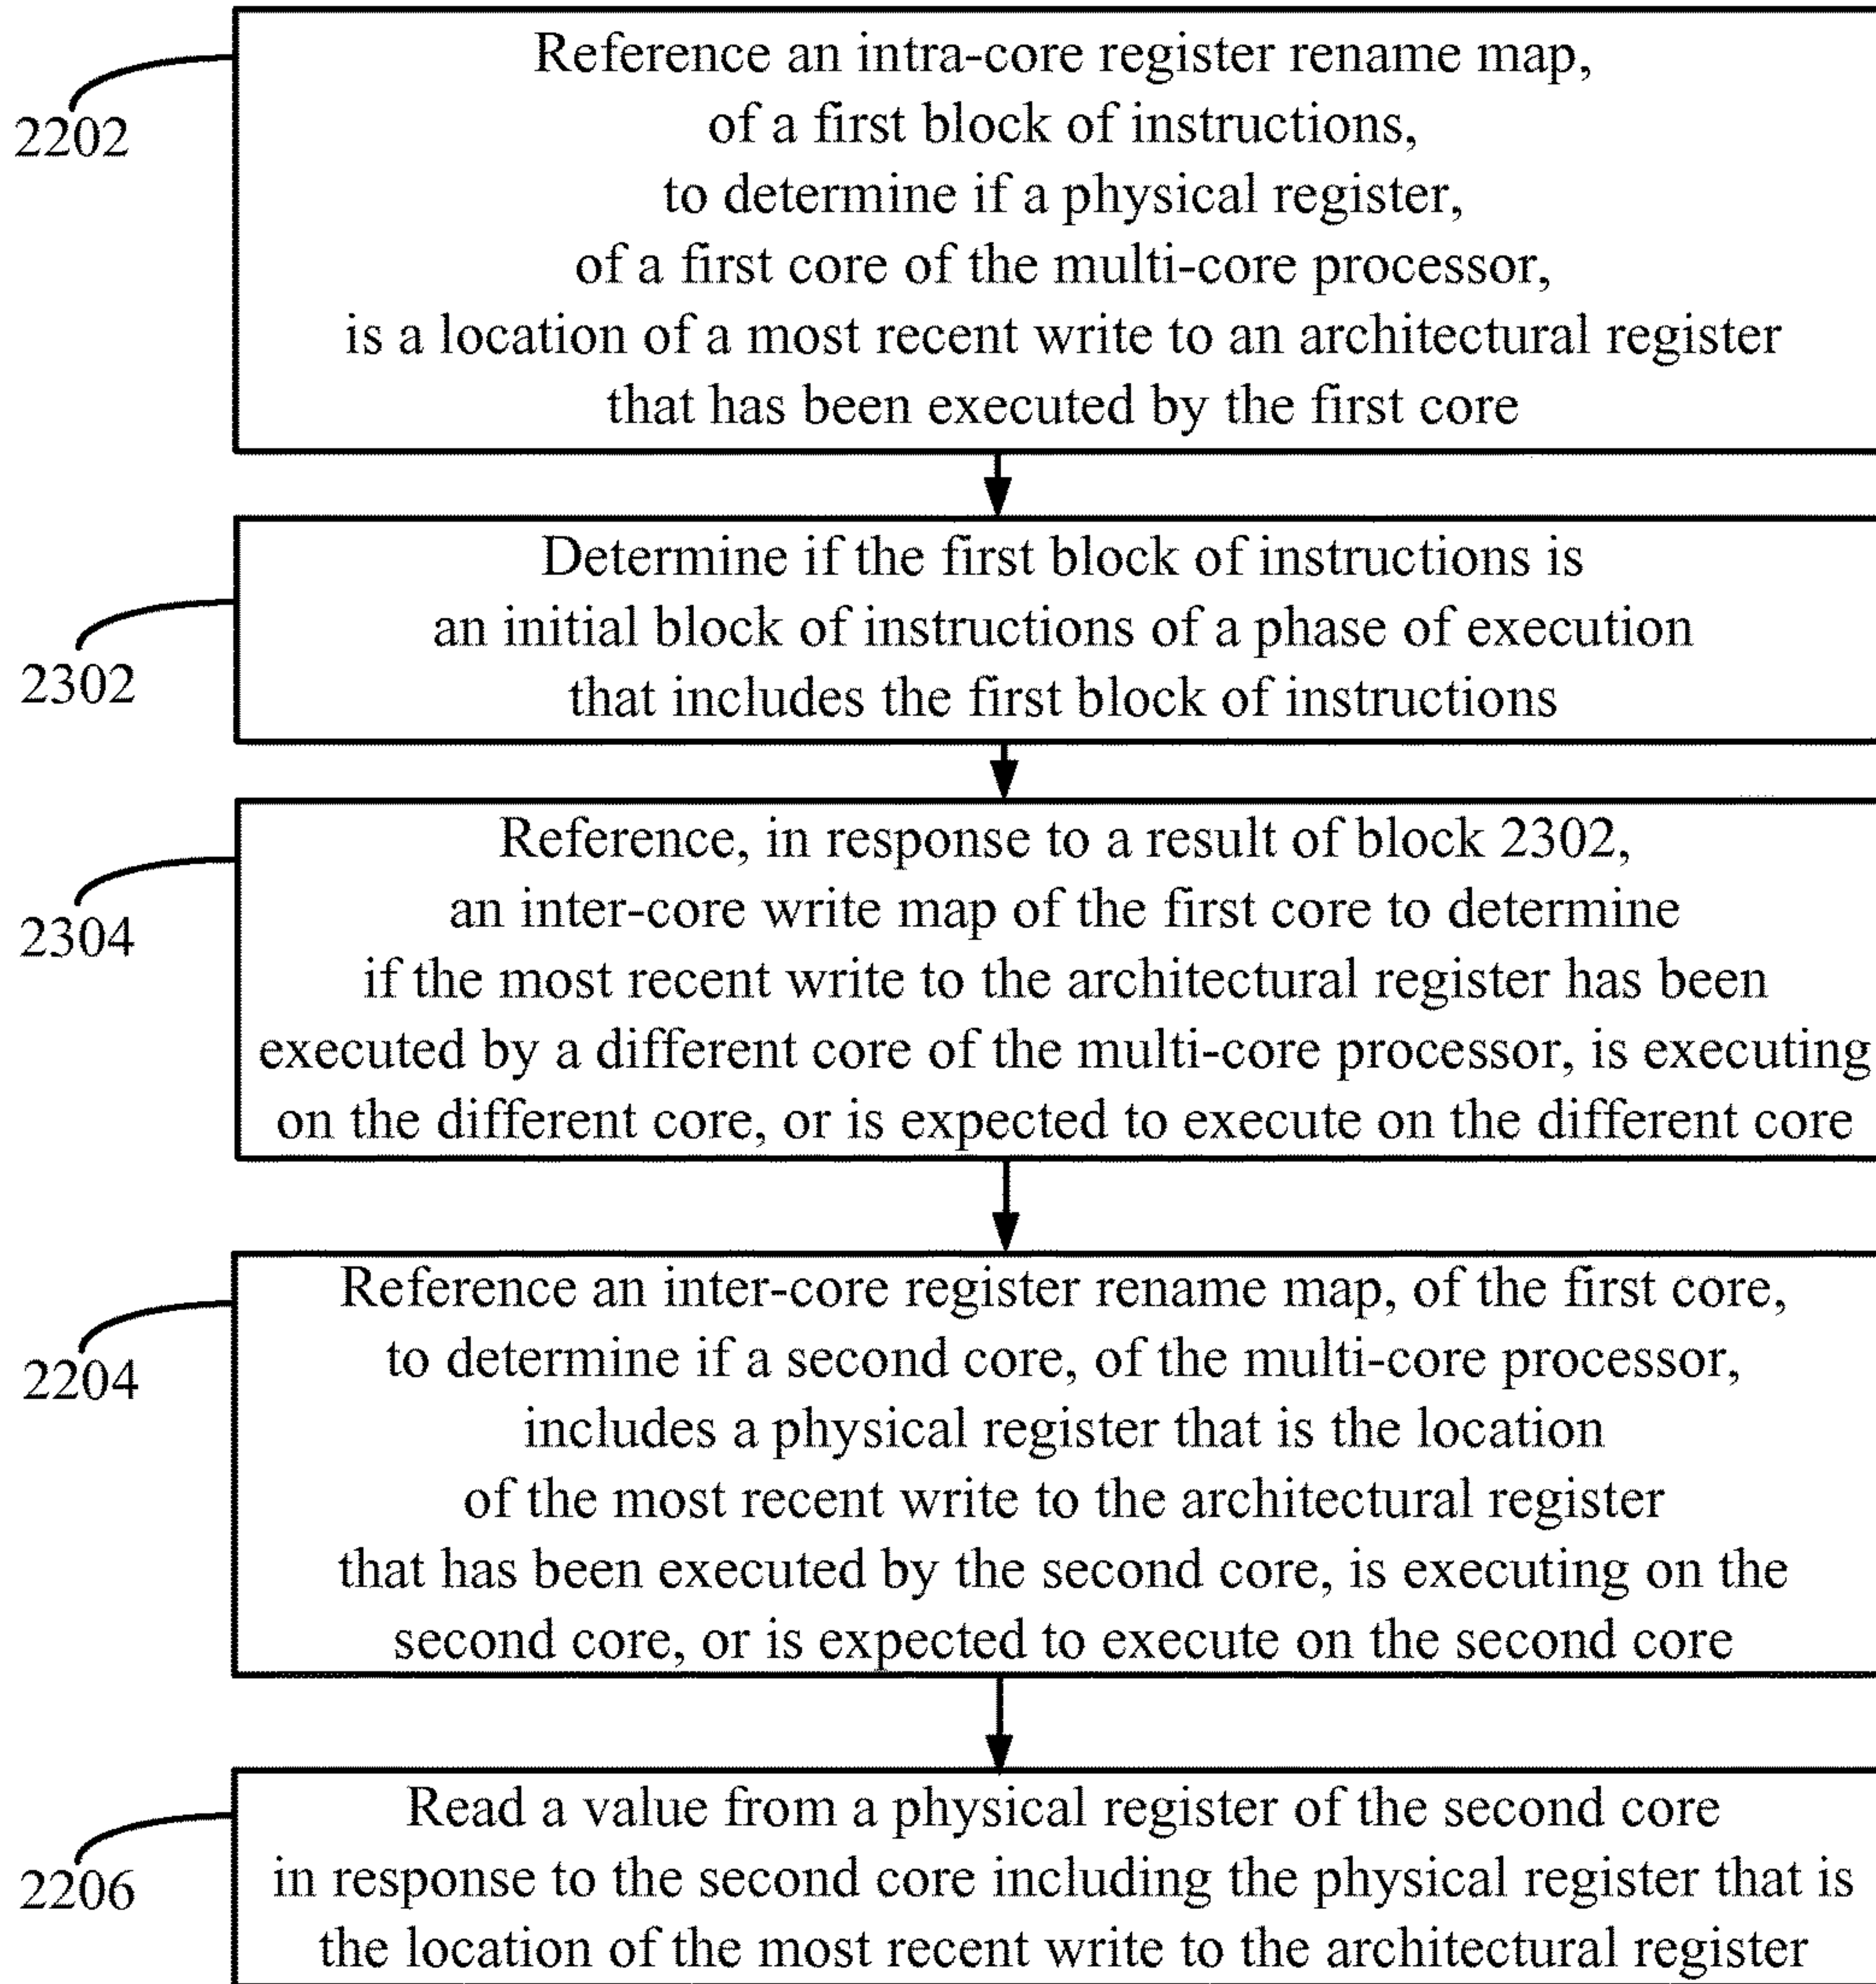 Reference an intra-core register rename map,
of a first block of instructions,
to determine if a physical register,
of a first core of the multi-core processor,
is a location of a most recent write to an architectural register
that has been executed by the first core
2202
Determine if the first block of instructions is
an initial block of instructions of a phase of execution
that includes the first block of instructions
2302
Reference, in response to a result of block 2302,
an inter-core write map of the first core to determine
if the most recent write to the architectural register has been
executed by a different core of the multi-core processor, is executing
on the different core, or is expected to execute on the different core
2304
Reference an inter-core register rename map, of the first core,
to determine if a second core, of the multi-core processor,
includes a physical register that is the location
of the most recent write to the architectural register
that has been executed by the second core, is executing on the
second core, or is expected to execute on the second core
2204
Read a value from a physical register of the second core
in response to the second core including the physical register that is
the location of the most recent write to the architectural register
2206